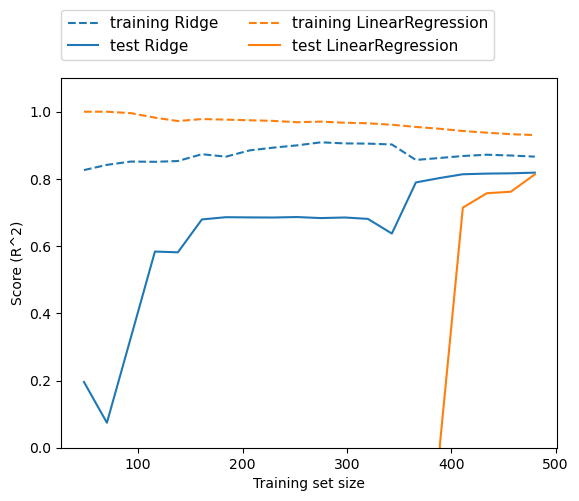 training Ridge
test Ridge
training LinearRegression
test LinearRegression
1.0
0.8
0.6
0.4
0.2
0.0
Score (R^2)
100
200
300
400
500
Training set size